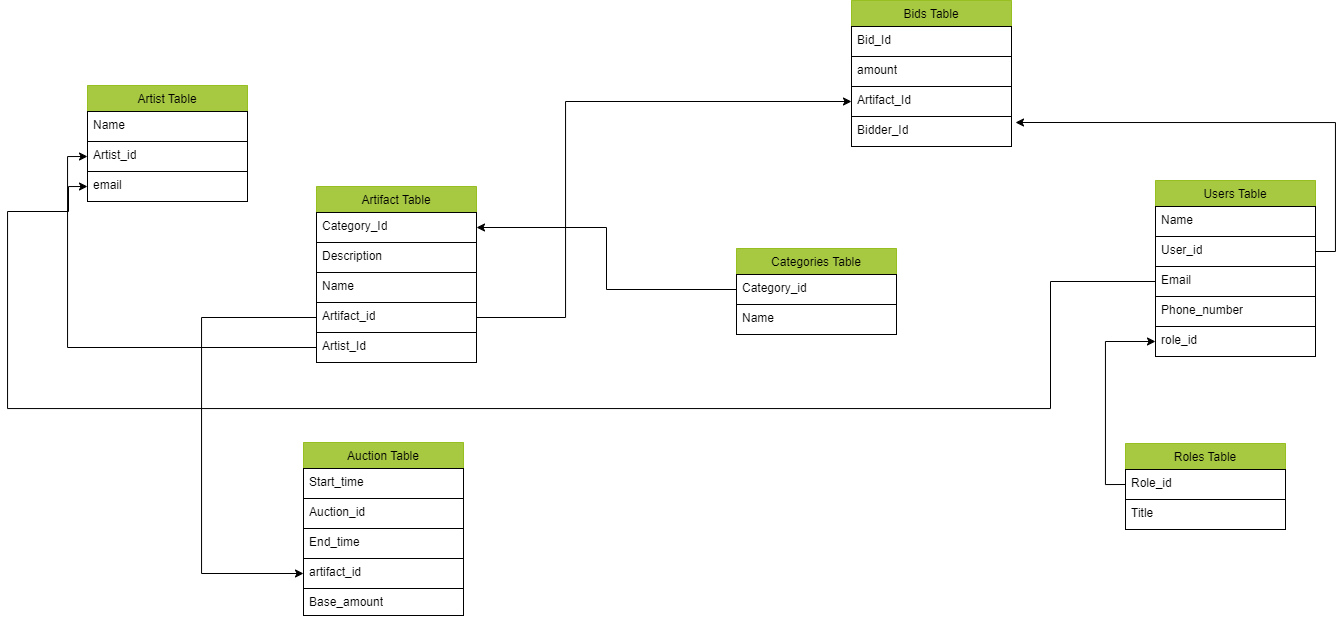 Bids Table
Bid_Id
amount
Artifact_Id
Bidder_Id
Artist Table
Name
Artist_id
email
Artifact Table
Category_Id
Description
Name
Artifact_id
Artist_Id
Categories Table
Category_id
Name
Users Table
Name
User_id
Email
Phone_number
role_id
Auction Table
Start_time
Auction_id
End_time
artifact_id
Base_amount
Roles Table
Role_id
Title